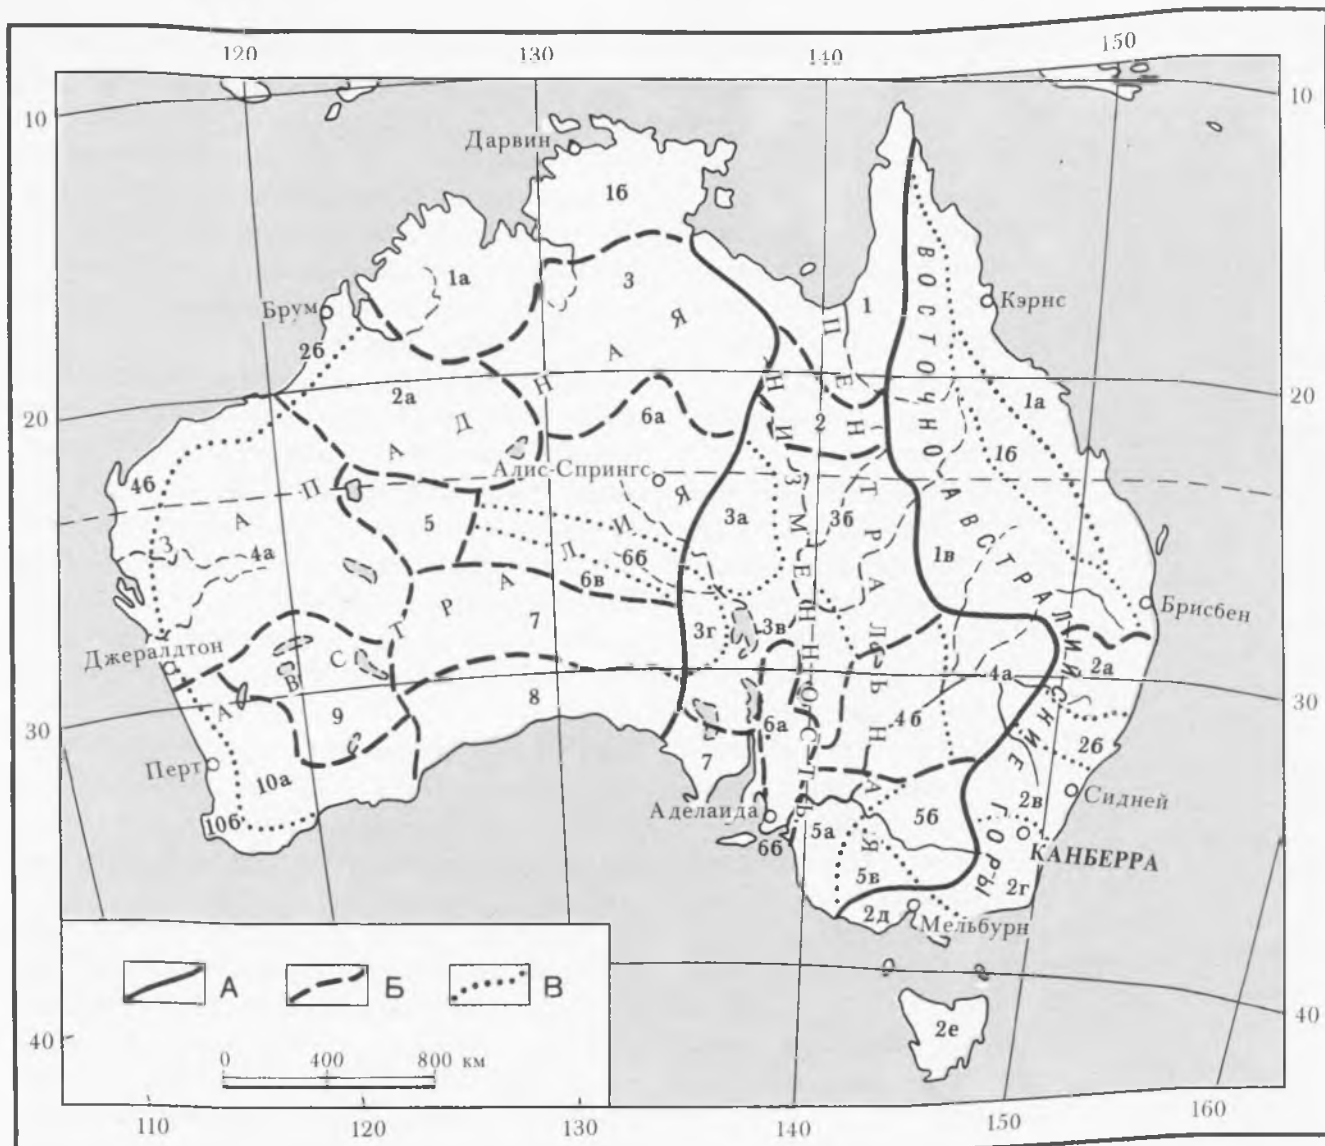 120 130 140 150
10 10
Дарвин
1б
1а 3 1
Брум Кэрнс
2б
2а 6а 2 1а
20 20
1б
Алис-Спрингс
4б 5 3а 3б
4а 6б 1в
6в
Брисбен
7 3г 3в
Джералдтон 2а
4а
8 6а 4б
9 2б
30 30
Перт 7
10а Сидней
2в
Аделаида 5б
10б 5а
6б КАНБЕРРА
5в 2г
2д
Мельбурн
ЗАПАДНАЯ
АВСТРАЛИЯ
ЦЕНТРАЛЬНАЯ
НИЗМЕННОСТЬ
ВОСТОЧНО-АВСТРАЛИЙСКИЕ
ГОРЫ
А Б В
2е
40 40
0 400 800 км
110 120 130 140 150 160